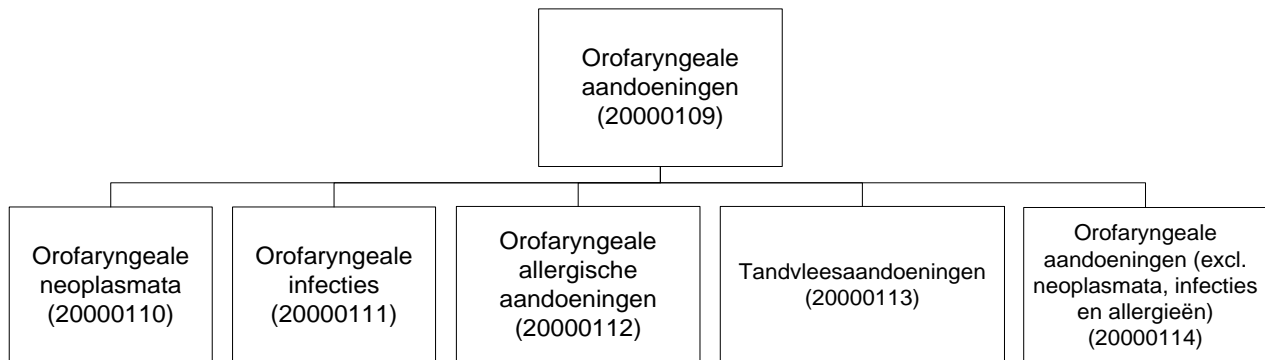 Orofaryngeale
aandoeningen
(20000109)
Orofaryngeale
neoplasmata
(20000110)
Orofaryngeale
infecties
(20000111)
Orofaryngeale
allergische
aandoeningen
(20000112)
Tandvleesaandoeningen
(20000113)
Orofaryngeale
aandoeningen (excl.
neoplasmata, infecties
en allergieën)
(20000114)